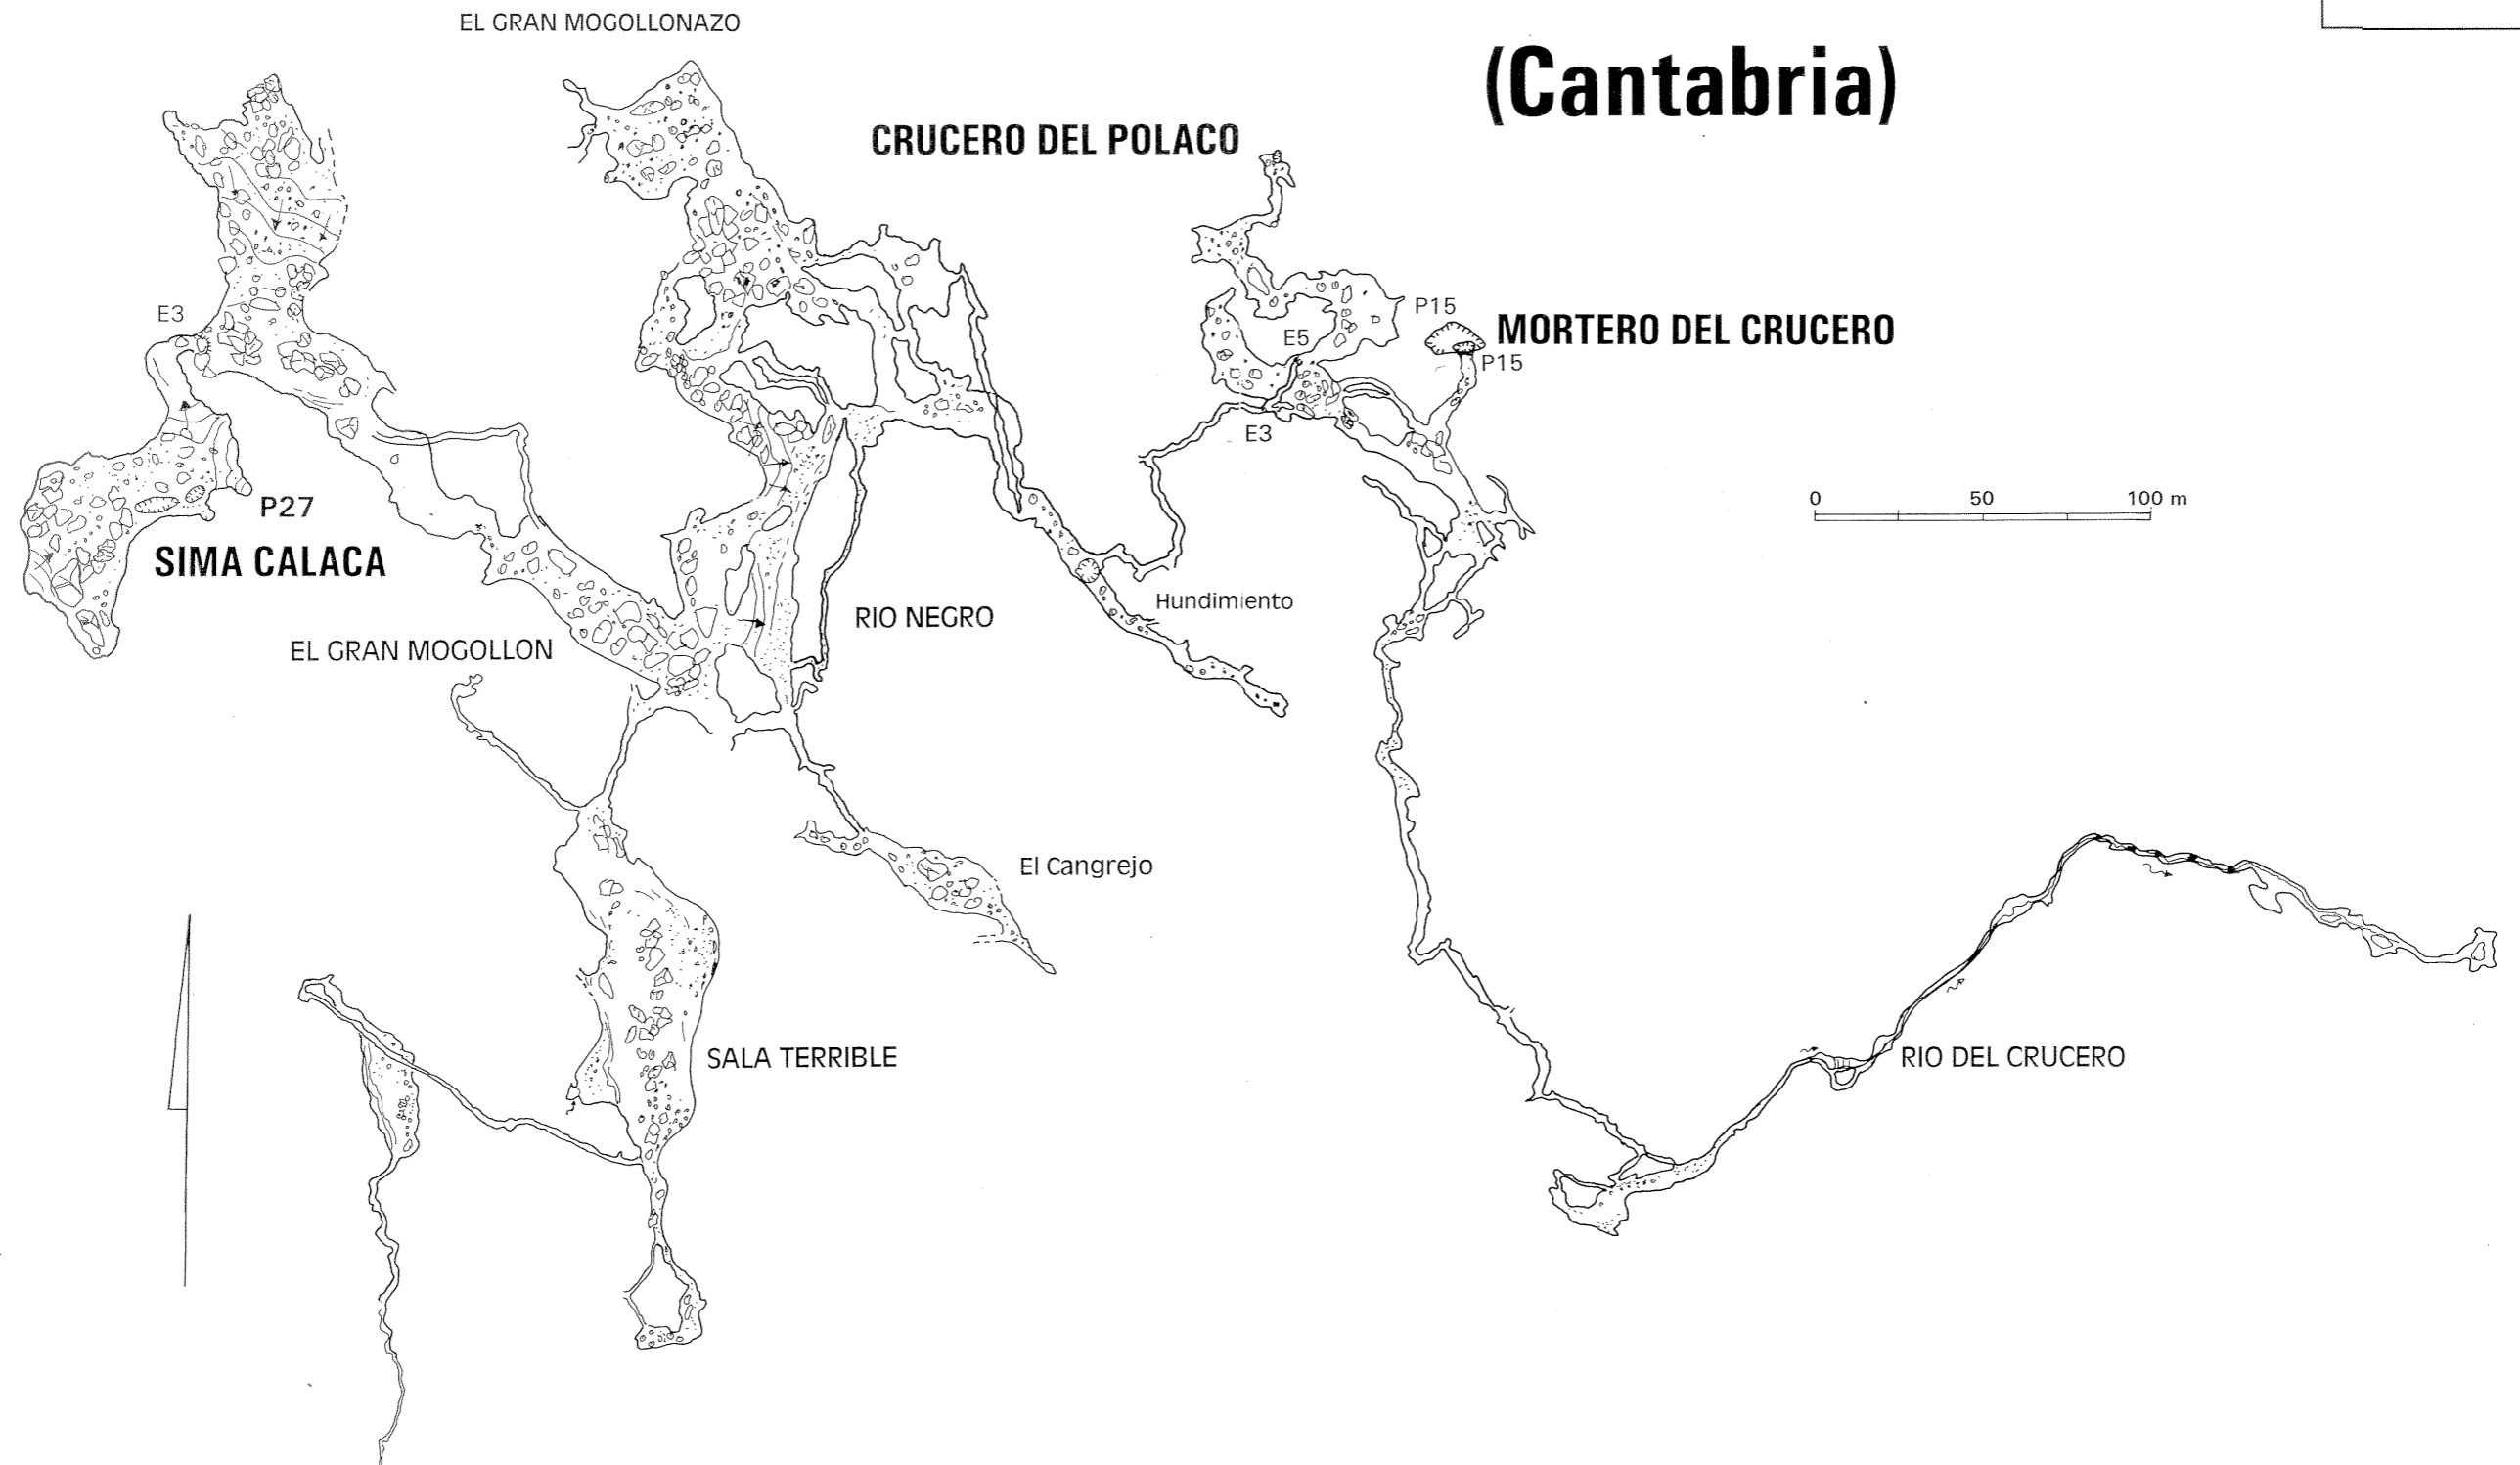 EL GRAN MOGOLLONAZO
(Cantabria)
CRUCERO DEL POLACO
E3
P15
MORTERO DEL CRUCERO
E5
P15
E3
0 50 100 m
P27
SIMA CALACA
Hundimiento
RIO NEGRO
EL GRAN MOGOLLON
El Cangrejo
SALA TERRIBLE
RIO DEL CRUCERO